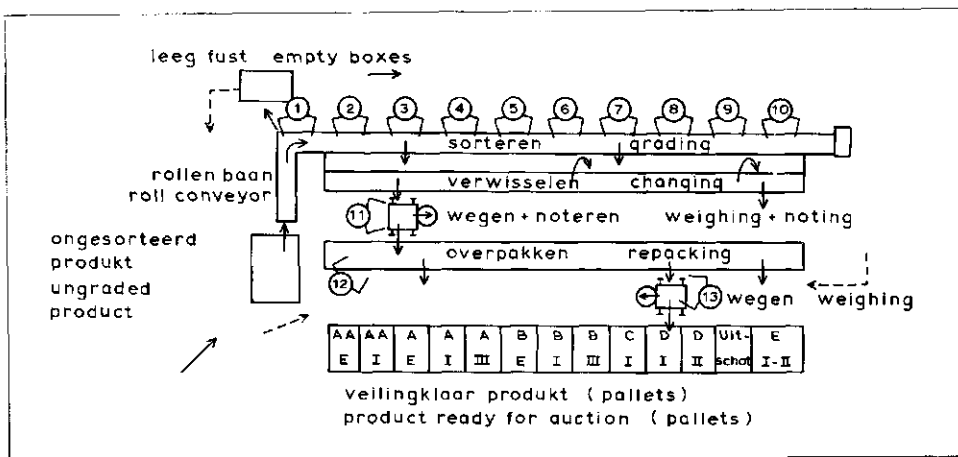 leeg fust empty boxes
1 2 3 4 5 6 7 8 9 10
sorteren grading
rollen baan
roll conveyor
verwisselen changing
11
wegen + noteren weighing + noting
ongesorteerd
produkt
ungraded
product
overpakken repacking
12
13 wegen weighing
AA AA A A A B B B C D D Uit- E
E I E I III E I III I I II schot I-II
veilingklaar produkt ( pallets )
product ready for auction ( pallets )